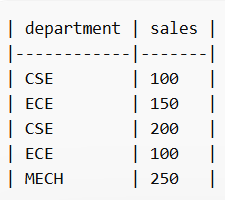 | department | sales |
|------------|-------|
| CSE        | 100   |
| ECE        | 150   |
| CSE        | 200   |
| ECE        | 100   |
| MECH       | 250   |